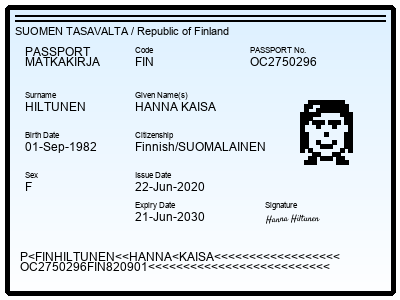 SUOMEN TASAVALTA / Republic of Finland
PASSPORT
MATKAKIRJA
Code
FIN
PASSPORT No.
OC2750296
Surname
HILTUNEN
Given Name(s)
HANNA KAISA
Birth Date
01-Sep-1982
Citizenship
Finnish/SUOMALAINEN
Sex
F
Issue Date
22-Jun-2020
Expiry Date
21-Jun-2030
Signature
Hanna Hiltunen
P<FINHILTUNEN<<HANNA<KAISA<<<<<<<<<<<<<<<<<<
OC2750296FIN820901<<<<<<<<<<<<<<<<<<<<<<<<<<